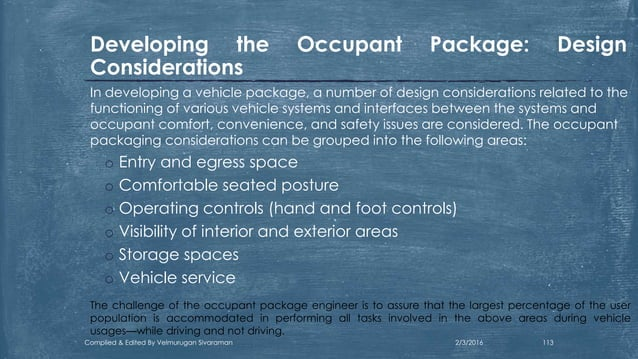 Developing the Occupant Package: Design
Considerations
In developing a vehicle package, a number of design considerations related to the
functioning of various vehicle systems and interfaces between the systems and
occupant comfort, convenience, and safety issues are considered. The occupant
packaging considerations can be grouped into the following areas:
o Entry and egress space
o Comfortable seated posture
o Operating controls (hand and foot controls)
o Visibility of interior and exterior areas
o Storage spaces
o Vehicle service
The challenge of the occupant package engineer is to assure that the largest percentage of the user
population is accommodated in performing all tasks involved in the above areas during vehicle
usages—while driving and not driving.
Complied & Edited By Velmurugan Sivaraman 2/3/2016 113